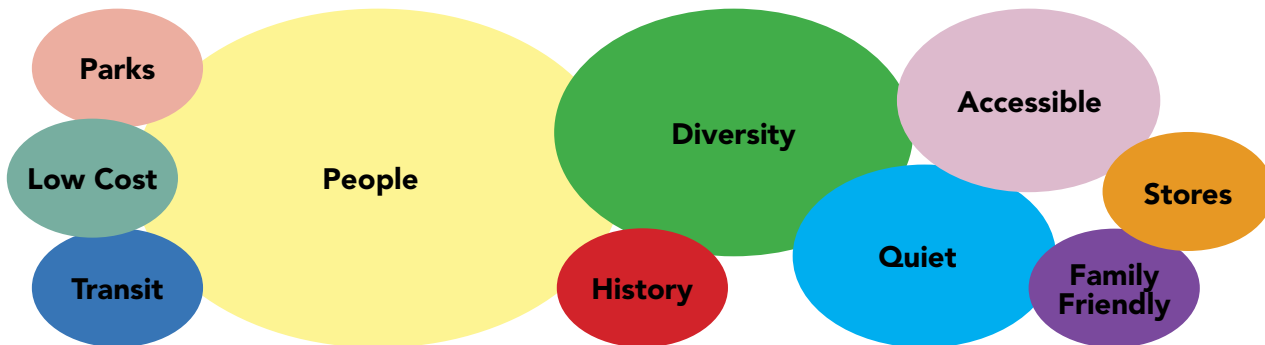 Parks
Low Cost
Transit
People
Diversity
History
Accessible
Quiet
Stores
Family
Friendly